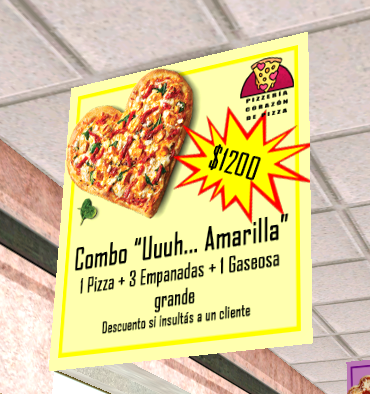 PIZZERÍA
CORAZÓN
DE PIZZA
$1200
Combo "Uuuh... Amarilla"
1 Pizza + 3 Empanadas + 1 Gaseosa
grande
Descuento si insultás a un cliente